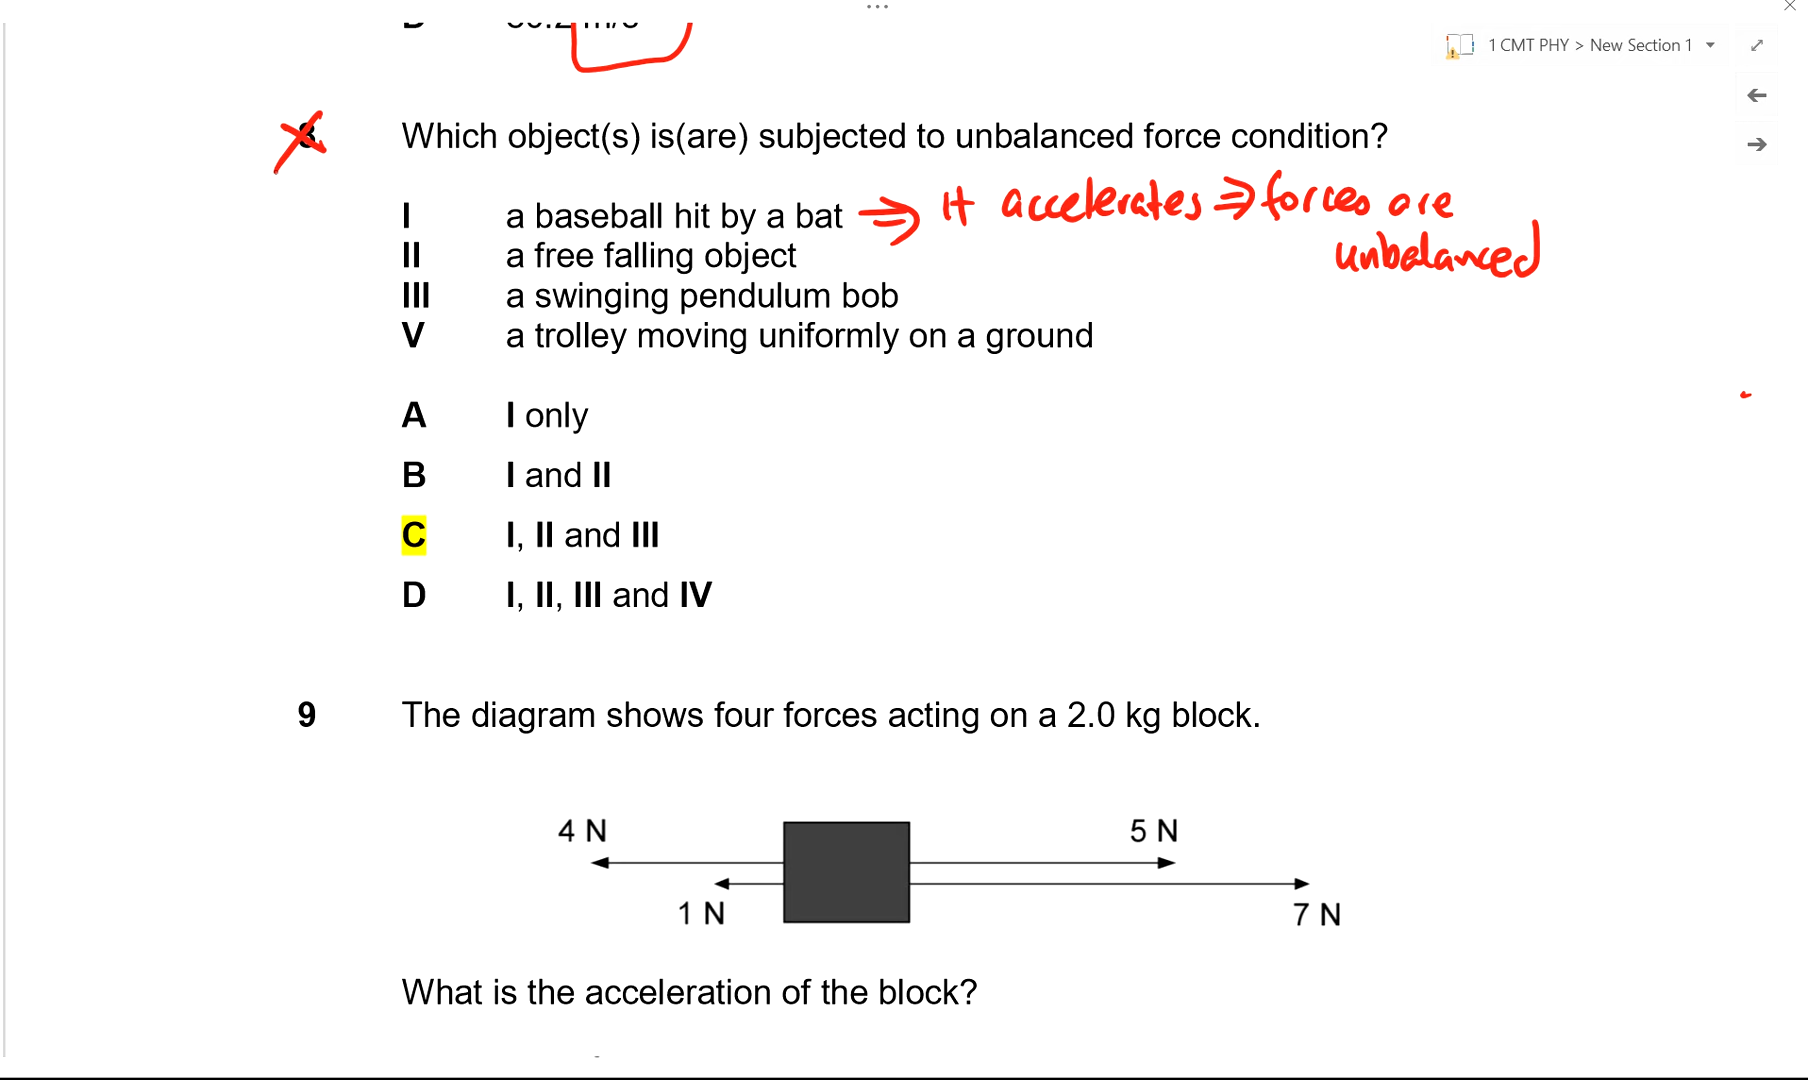 1 CMT PHY > New Section 1
8. Which object(s) is(are) subjected to unbalanced force condition?
I a baseball hit by a bat ⇒ it accelerates ⇒ forces are
unbalanced
II a free falling object
III a swinging pendulum bob
V a trolley moving uniformly on a ground
A I only
B I and II
C I, II and III
D I, II, III and IV
9 The diagram shows four forces acting on a 2.0 kg block.
4 N 5 N
1 N 7 N
What is the acceleration of the block?